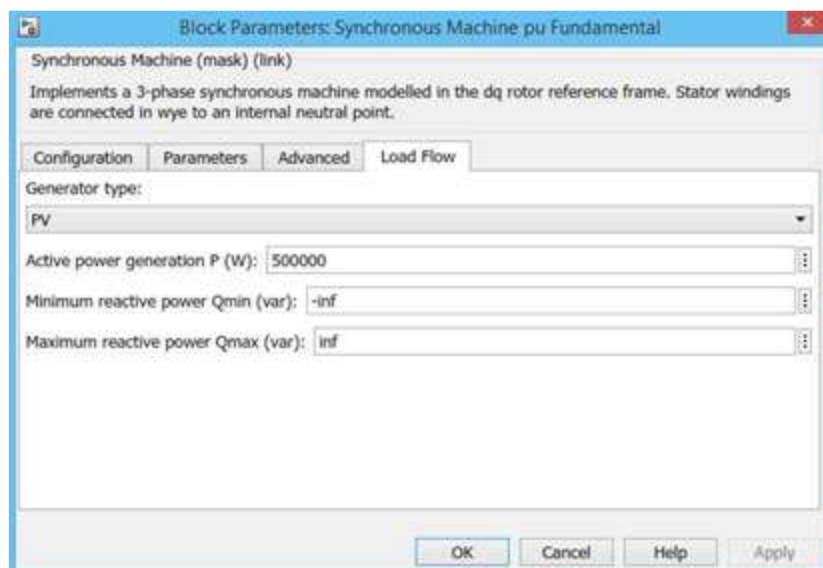 Block Parameters: Synchronous Machine pu Fundamental
Synchronous Machine (mask) (link)
Implements a 3-phase synchronous machine modelled in the dq rotor reference frame. Stator windings
are connected in wye to an internal neutral point.
Configuration Parameters Advanced Load Flow
Generator type:
PV
Active power generation P (W): 500000
Minimum reactive power Qmin (var): -inf
Maximum reactive power Qmax (var): inf
OK Cancel Help Apply